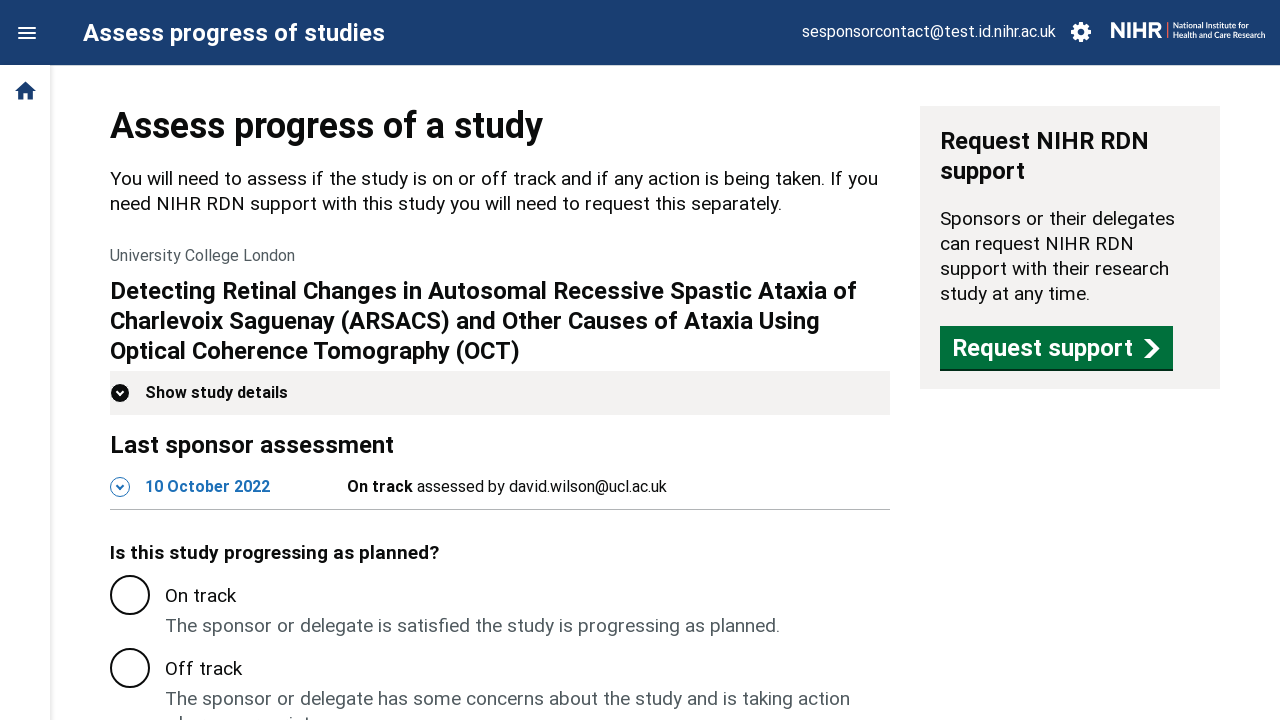 Assess progress of studies
sesponsorcontact@test.id.nihr.ac.uk
NIHR
National Institute for
Health and Care Research
Assess progress of a study
You will need to assess if the study is on or off track and if any action is being taken. If you
need NIHR RDN support with this study you will need to request this separately.
University College London
Detecting Retinal Changes in Autosomal Recessive Spastic Ataxia of
Charlevoix Saguenay (ARSACS) and Other Causes of Ataxia Using
Optical Coherence Tomography (OCT)
Show study details
Last sponsor assessment
10 October 2022
On track assessed by david.wilson@ucl.ac.uk
Is this study progressing as planned?
On track
The sponsor or delegate is satisfied the study is progressing as planned.
Off track
The sponsor or delegate has some concerns about the study and is taking action
Request NIHR RDN
support
Sponsors or their delegates
can request NIHR RDN
support with their research
study at any time.
Request support